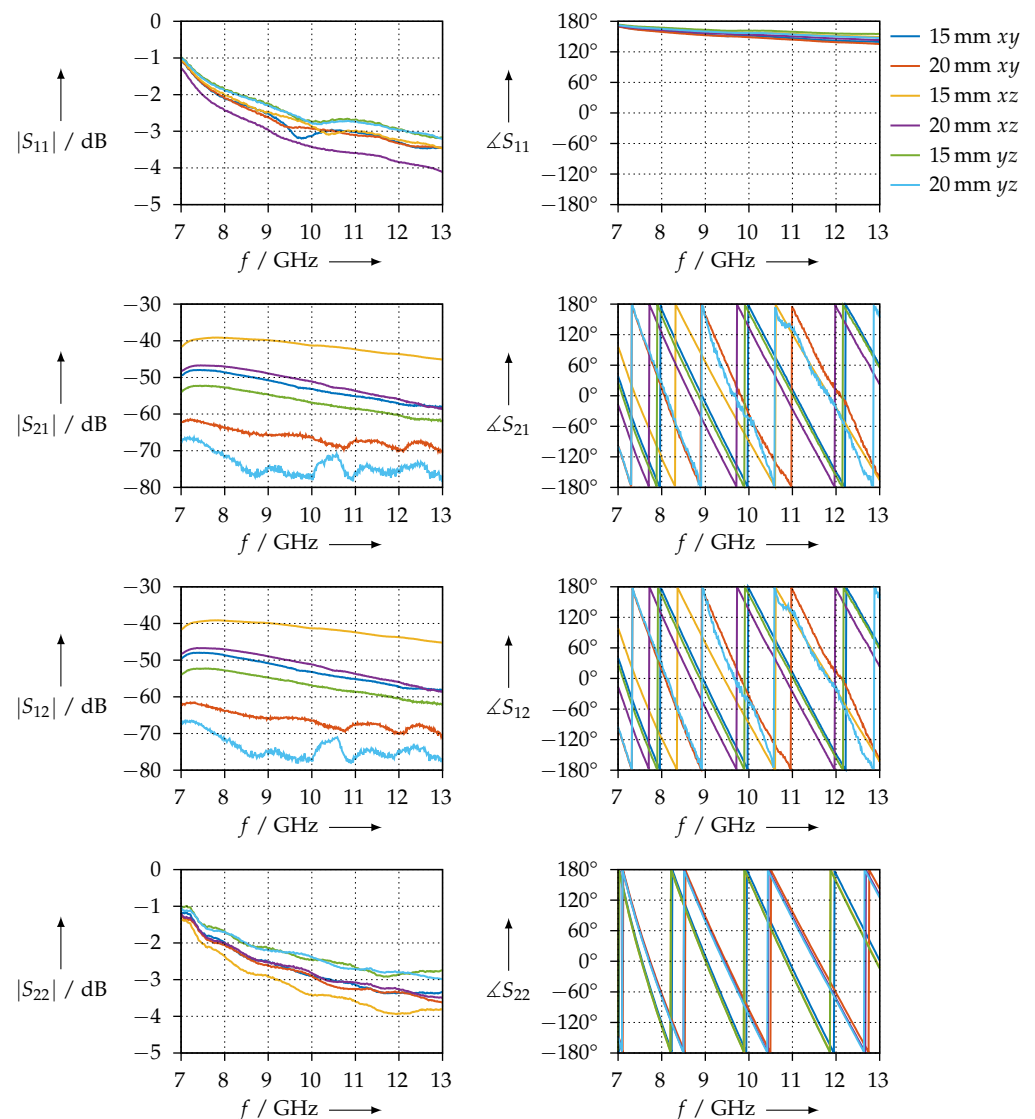 0
−1
−2
−3
−4
−5
|S11| / dB
7 8 9 10 11 12 13
f / GHz
180°
120°
60°
0°
−60°
−120°
−180°
∡S11
7 8 9 10 11 12 13
f / GHz
15 mm xy
20 mm xy
15 mm xz
20 mm xz
15 mm yz
20 mm yz
−30
−40
−50
−60
−70
−80
|S21| / dB
7 8 9 10 11 12 13
f / GHz
180°
120°
60°
0°
−60°
−120°
−180°
∡S21
7 8 9 10 11 12 13
f / GHz
−30
−40
−50
−60
−70
−80
|S12| / dB
7 8 9 10 11 12 13
f / GHz
180°
120°
60°
0°
−60°
−120°
−180°
∡S12
7 8 9 10 11 12 13
f / GHz
0
−1
−2
−3
−4
−5
|S22| / dB
7 8 9 10 11 12 13
f / GHz
180°
120°
60°
0°
−60°
−120°
−180°
∡S22
7 8 9 10 11 12 13
f / GHz